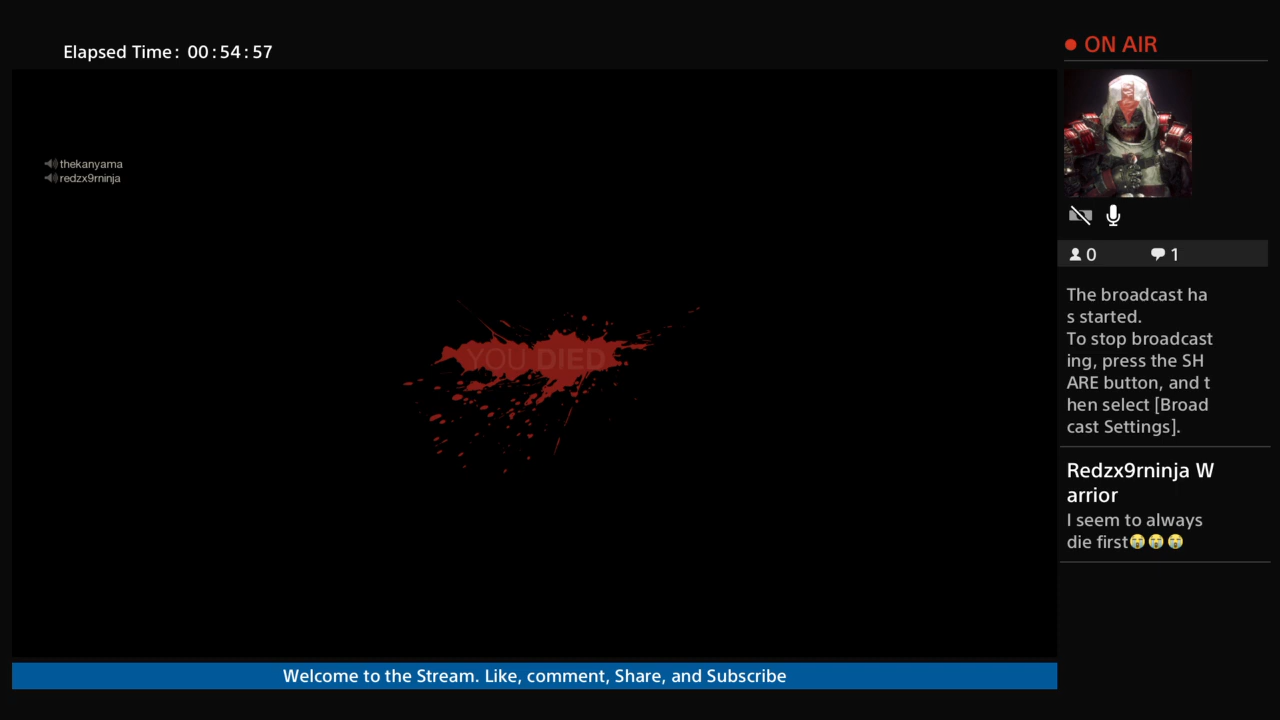 Elapsed Time: 00:54:57
ON AIR
thekanyama
redzx9rninja
0 1
The broadcast ha
s started.
To stop broadcast
ing, press the SH
ARE button, and t
hen select [Broad
cast Settings].
YOU DIED
Redzx9rninja W
arrior
I seem to always
die first😭😭😭
Welcome to the Stream. Like, comment, Share, and Subscribe